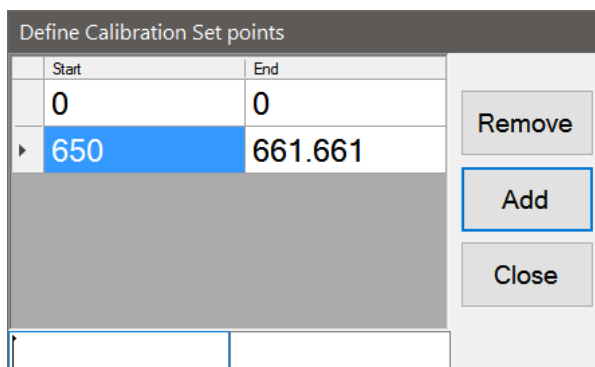 Define Calibration Set points
Start End
0 0
650 661.661
Remove
Add
Close